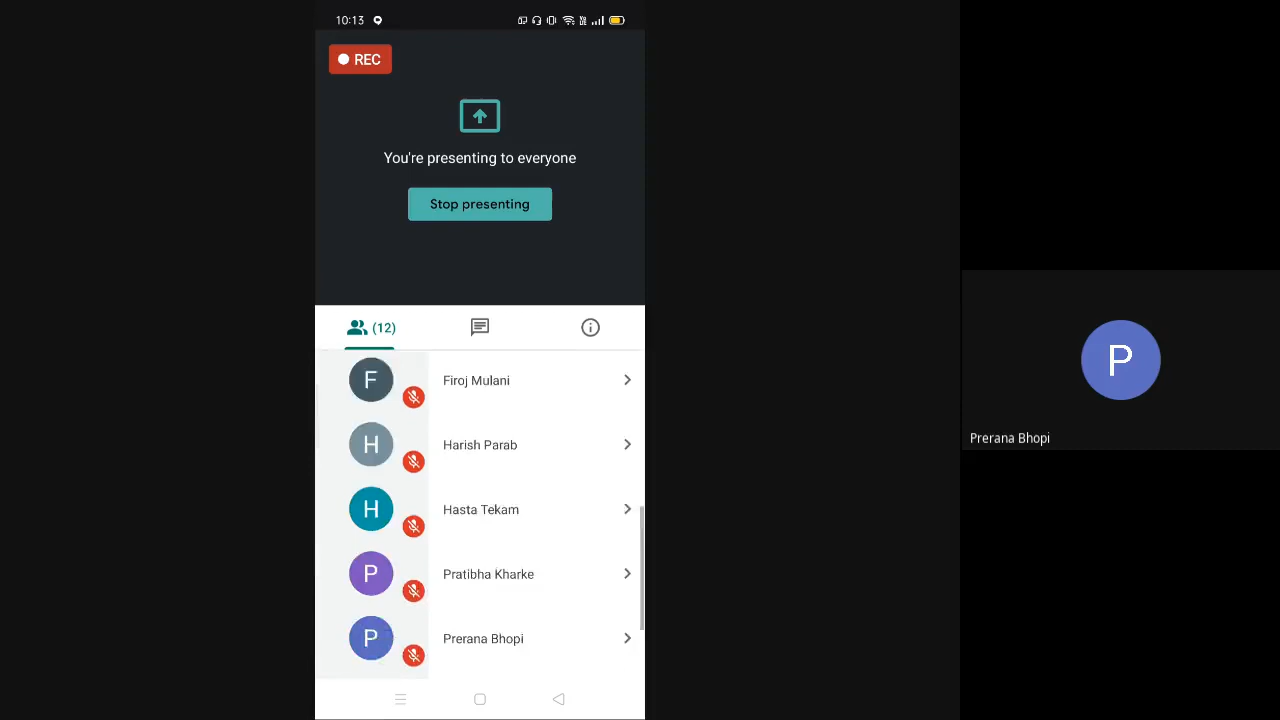 10:13
REC
You're presenting to everyone
Stop presenting
(12)
F Firoj Mulani
H Harish Parab
H Hasta Tekam
P Pratibha Kharke
P Prerana Bhopi
P
Prerana Bhopi